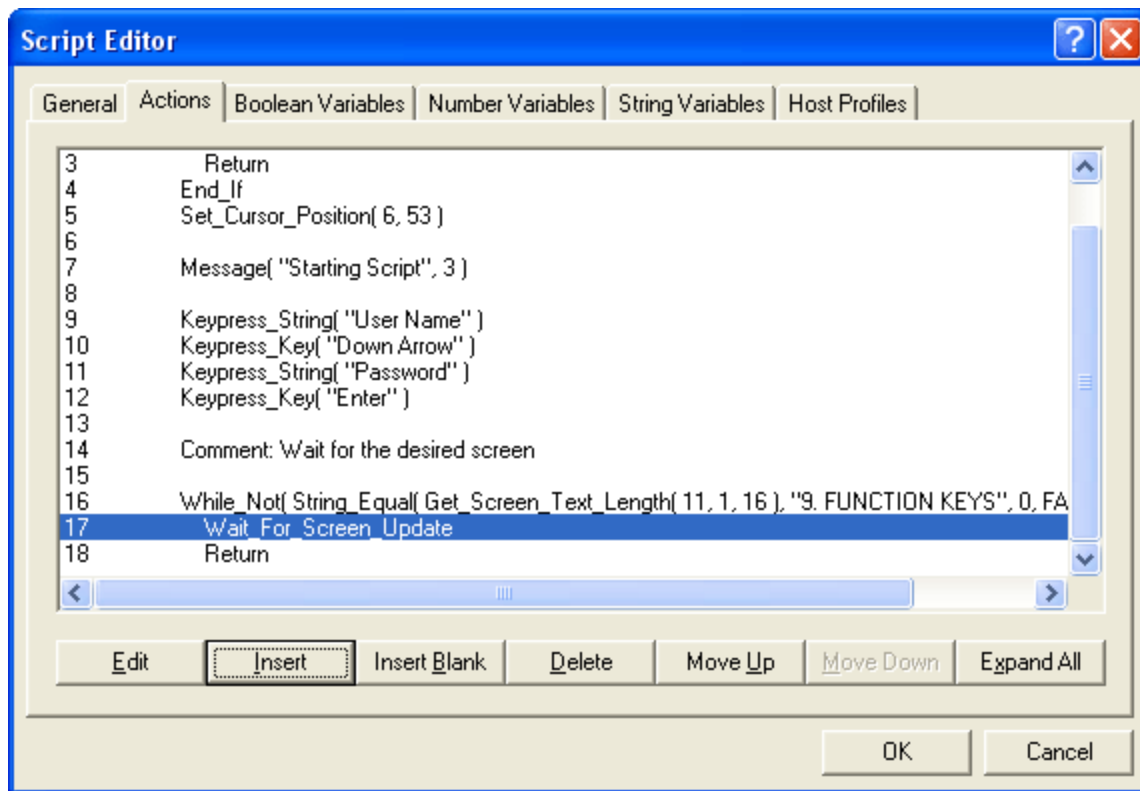 Script Editor
General Actions Boolean Variables Number Variables String Variables Host Profiles
3 Return
4 End_If
5 Set_Cursor_Position( 6, 53 )
6
7 Message( "Starting Script", 3 )
8
9 Keypress_String( "User Name" )
10 Keypress_Key( "Down Arrow" )
11 Keypress_String( "Password" )
12 Keypress_Key( "Enter" )
13
14 Comment: Wait for the desired screen
15
16 While_Not( String_Equal( Get_Screen_Text_Length( 11, 1, 16 ), "9. FUNCTION KEYS", 0, FA
17 Wait_For_Screen_Update
18 Return
Edit Insert Insert Blank Delete Move Up Move Down Expand All
OK Cancel